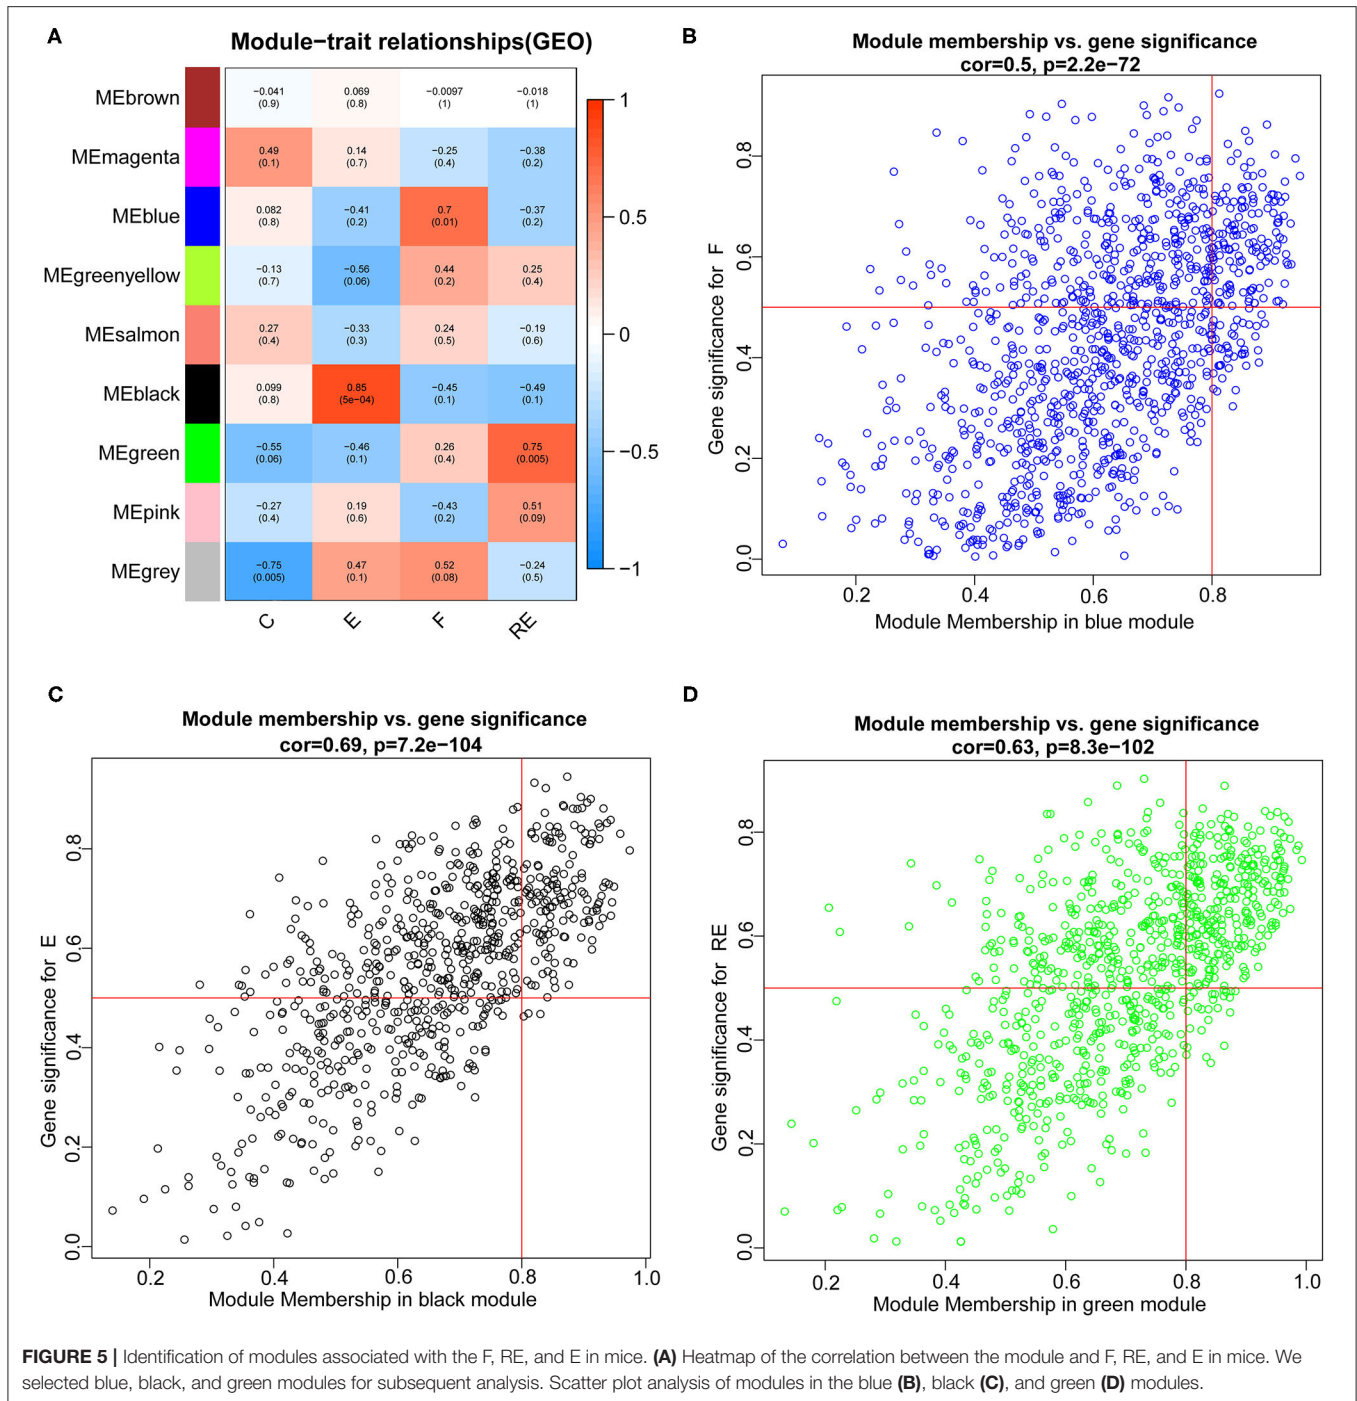 A
Module−trait relationships(GEO)
MEbrown
−0.041 0.069 −0.0097 −0.018
(0.9) (0.8) (1) (1)
MEmagenta
0.49 0.14 −0.25 −0.38
(0.1) (0.7) (0.4) (0.2)
MEblue
0.082 −0.41 0.7 −0.37
(0.8) (0.2) (0.01) (0.2)
MEgreenyellow
−0.13 −0.56 0.44 0.25
(0.7) (0.06) (0.2) (0.4)
MEsalmon
0.27 −0.33 0.24 −0.19
(0.4) (0.3) (0.5) (0.6)
MEblack
0.099 0.85 −0.45 −0.49
(0.8) (5e−04) (0.1) (0.1)
MEgreen
−0.55 −0.46 0.26 0.75
(0.06) (0.1) (0.4) (0.005)
MEpink
−0.27 0.19 −0.43 0.51
(0.4) (0.6) (0.2) (0.09)
MEgrey
−0.75 0.47 0.52 −0.24
(0.005) (0.1) (0.08) (0.5)
C E F RE
1
0.5
0
−0.5
−1
B
Module membership vs. gene significance
cor=0.5, p=2.2e−72
Gene significance for F
0.8
0.6
0.4
0.2
0.0
0.2 0.4 0.6 0.8
Module Membership in blue module
C
Module membership vs. gene significance
cor=0.69, p=7.2e−104
Gene significance for E
0.8
0.6
0.4
0.2
0.0
0.2 0.4 0.6 0.8 1.0
Module Membership in black module
D
Module membership vs. gene significance
cor=0.63, p=8.3e−102
Gene significance for RE
0.8
0.6
0.4
0.2
0.0
0.2 0.4 0.6 0.8 1.0
Module Membership in green module
FIGURE 5 | Identification of modules associated with the F, RE, and E in mice. (A) Heatmap of the correlation between the module and F, RE, and E in mice. We
selected blue, black, and green modules for subsequent analysis. Scatter plot analysis of modules in the blue (B), black (C), and green (D) modules.